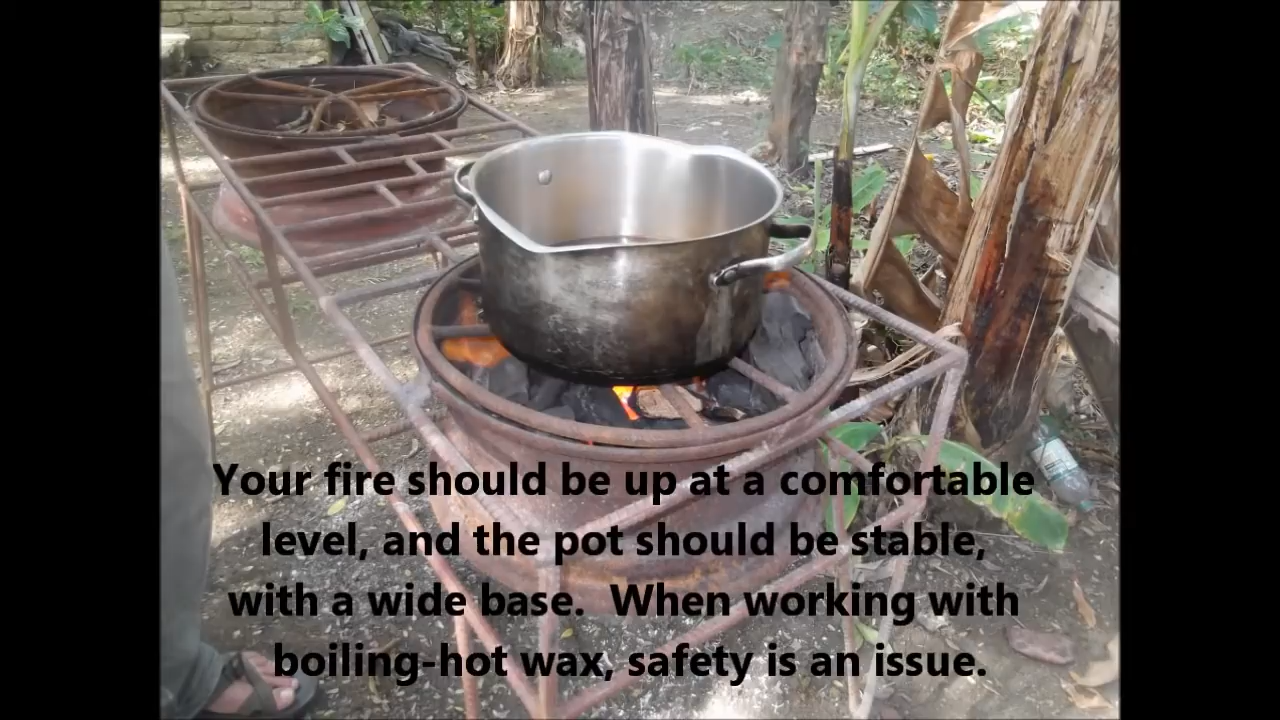 Your fire should be up at a comfortable
level, and the pot should be stable,
with a wide base.  When working with
boiling-hot wax, safety is an issue.